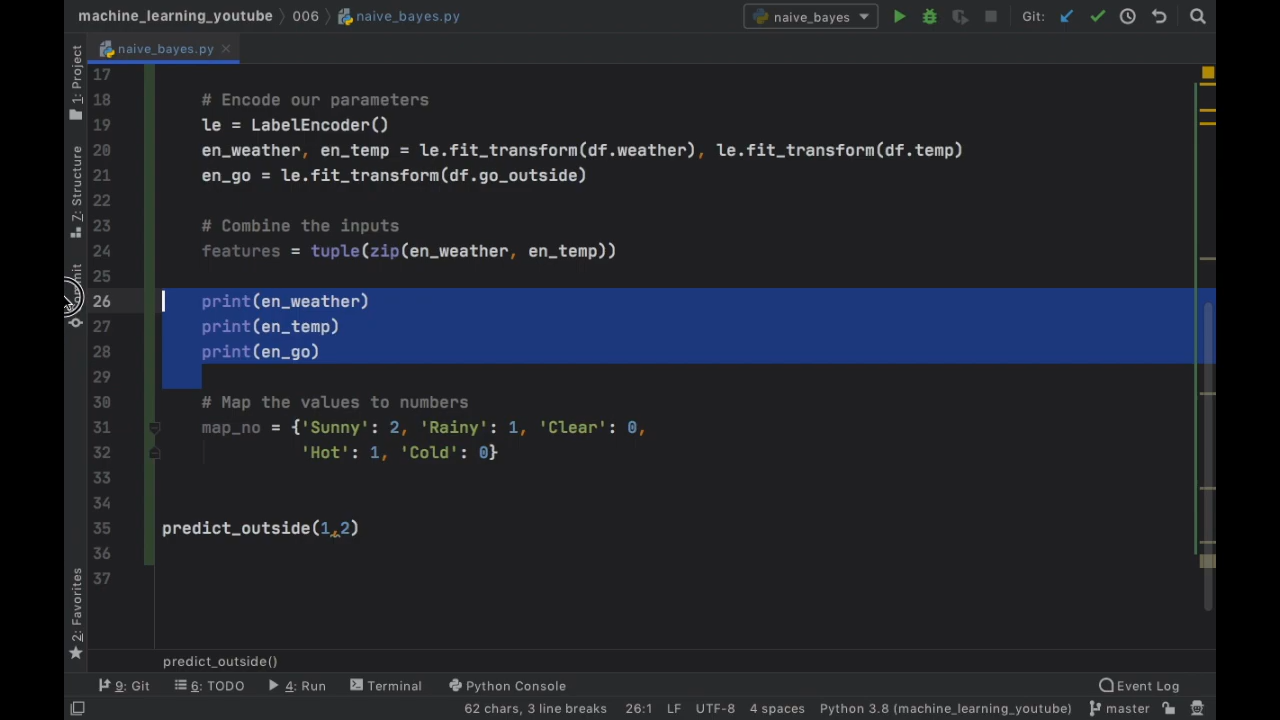 machine_learning_youtube 006 naive_bayes.py naive_bayes Git:
naive_bayes.py
1: Project
7: Structure
2: Favorites
17
18 # Encode our parameters
19 le = LabelEncoder()
20 en_weather, en_temp = le.fit_transform(df.weather), le.fit_transform(df.temp)
21 en_go = le.fit_transform(df.go_outside)
22
23 # Combine the inputs
24 features = tuple(zip(en_weather, en_temp))
25
26 print(en_weather)
27 print(en_temp)
28 print(en_go)
29
30 # Map the values to numbers
31 map_no = {'Sunny': 2, 'Rainy': 1, 'Clear': 0,
32 'Hot': 1, 'Cold': 0}
33
34
35 predict_outside(1,2)
36
37
predict_outside()
9: Git 6: TODO 4: Run Terminal Python Console Event Log
62 chars, 3 line breaks 26:1 LF UTF-8 4 spaces Python 3.8 (machine_learning_youtube) master